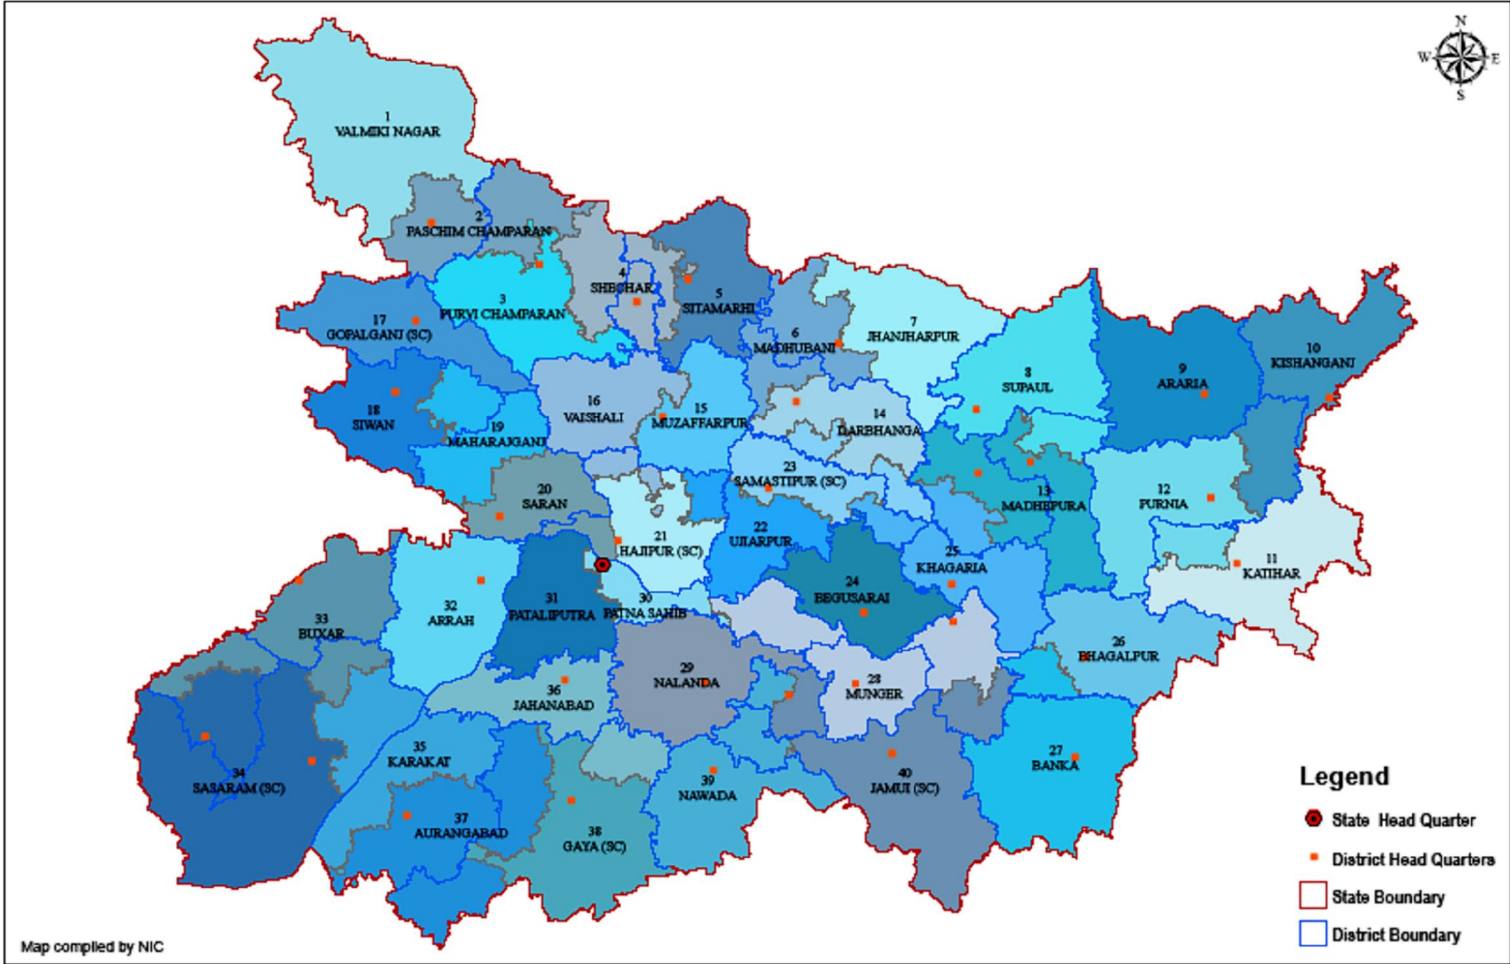 N
W
E
S
1
VALMIKI NAGAR
2
PASCHIM CHAMPARAN
3
PURVI CHAMPARAN
4
SHEOHAR
5
SITAMARHI
6
MADHUBANI
7
JHANJHARPUR
8
SUPAUL
9
ARARIA
10
KISHANGANJ
17
GOPALGANJ (SC)
18
SIWAN
19
MAHARAJGANJ
16
VAISHALI
15
MUZAFFARPUR
14
DARBHANGA
23
SAMASTIPUR (SC)
13
MADHEPURA
12
PURNIA
11
KATIHAR
20
SARAN
21
HAJIPUR (SC)
22
UJIARPUR
25
KHAGARIA
24
BEGUSARAI
33
BUXAR
32
ARRAH
31
PATALIPUTRA
30
PATNA SAHIB
26
BHAGALPUR
29
NALANDA
28
MUNGER
36
JAHANABAD
35
KARAKAT
34
SASARAM (SC)
39
NAWADA
40
JAMUI (SC)
27
BANKA
37
AURANGABAD
38
GAYA (SC)
Legend
State Head Quarter
District Head Quarters
State Boundary
District Boundary
Map compiled by NIC